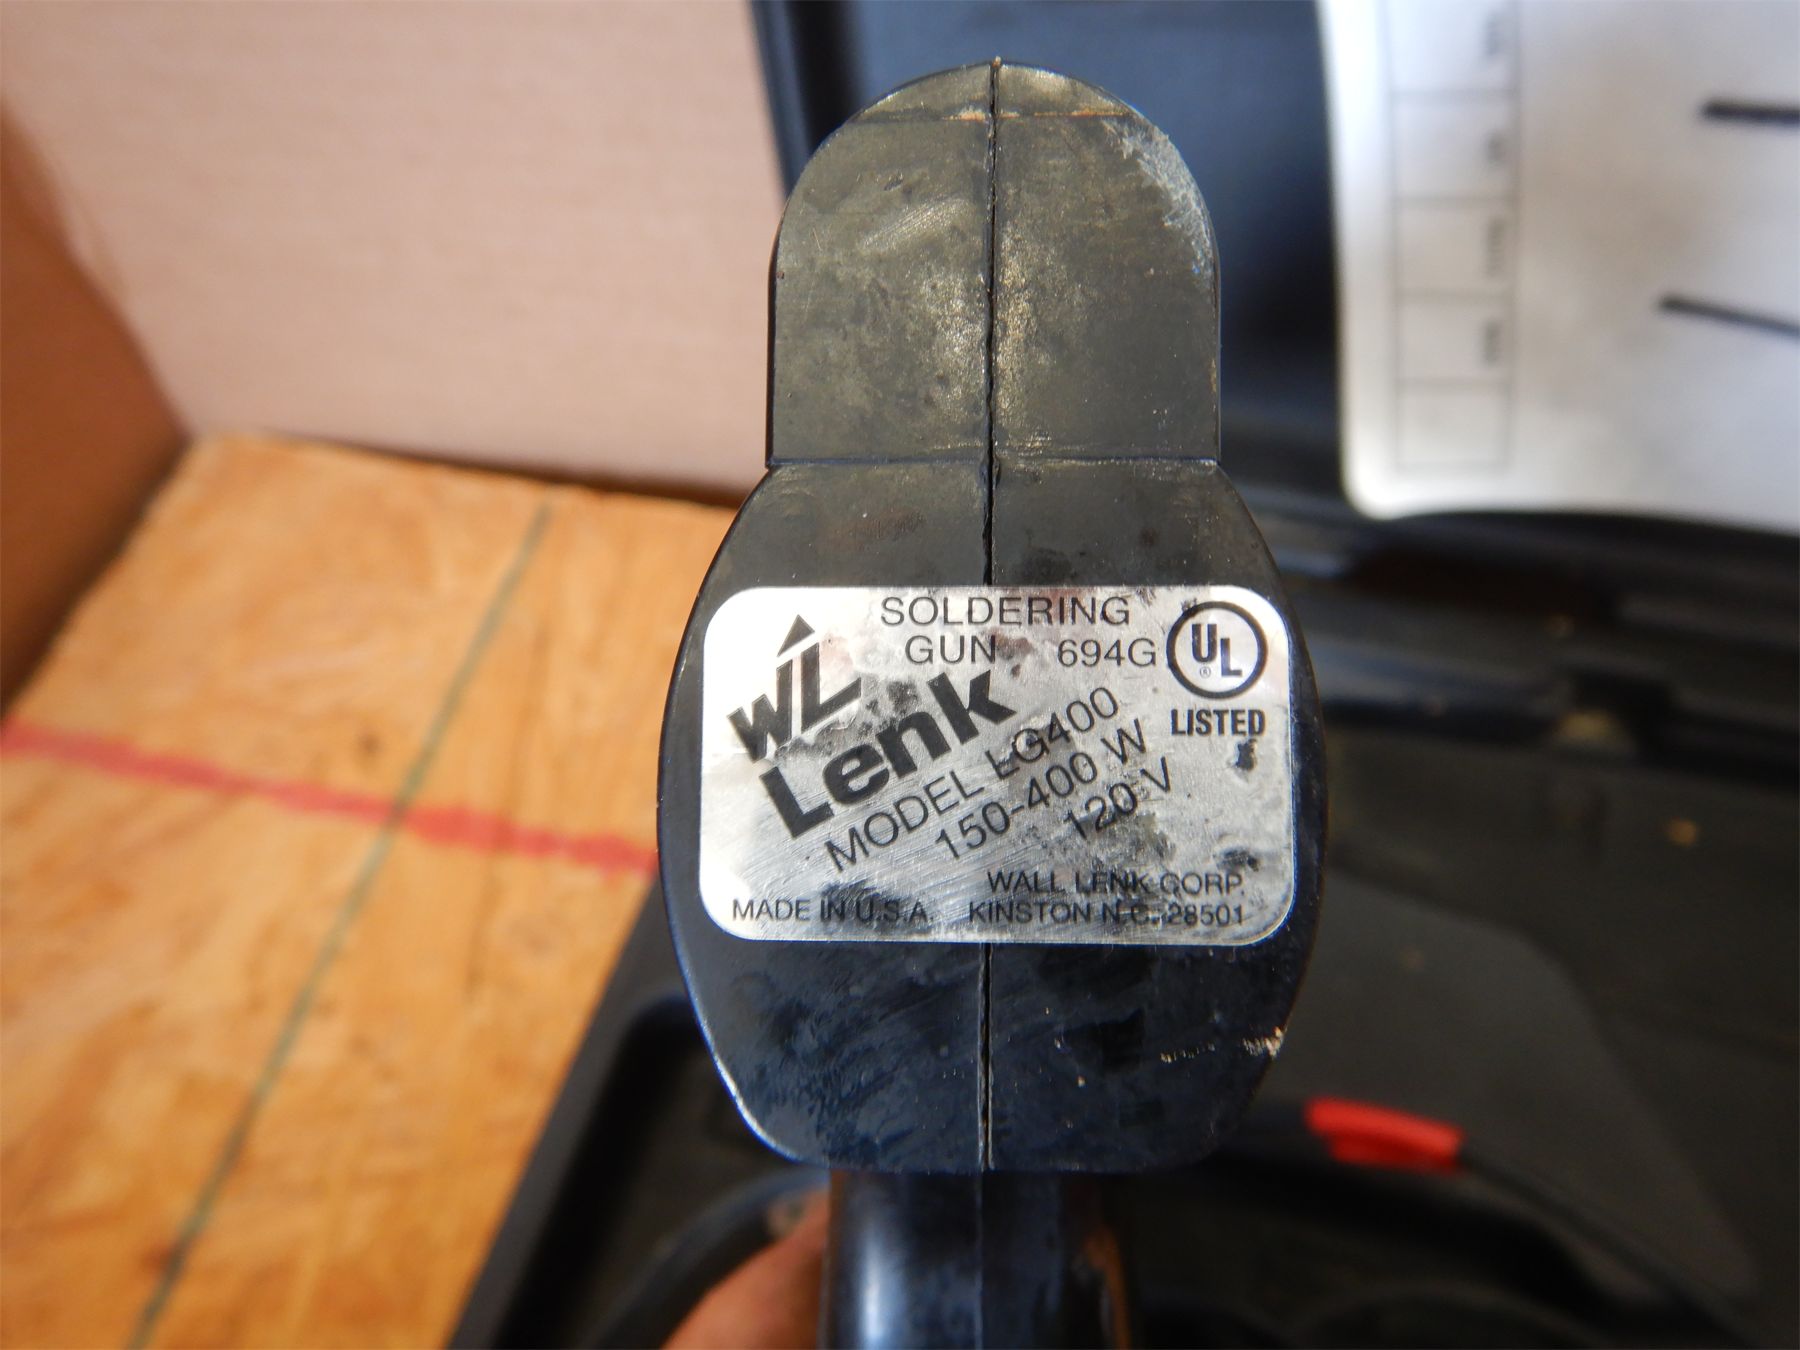 SOLDERING
GUN 694G
UL
®
LISTED
WL
Lenk
MODEL LG400
150-400 W
120 V
WALL LENK CORP.
MADE IN U.S.A. KINSTON N.C. 28501